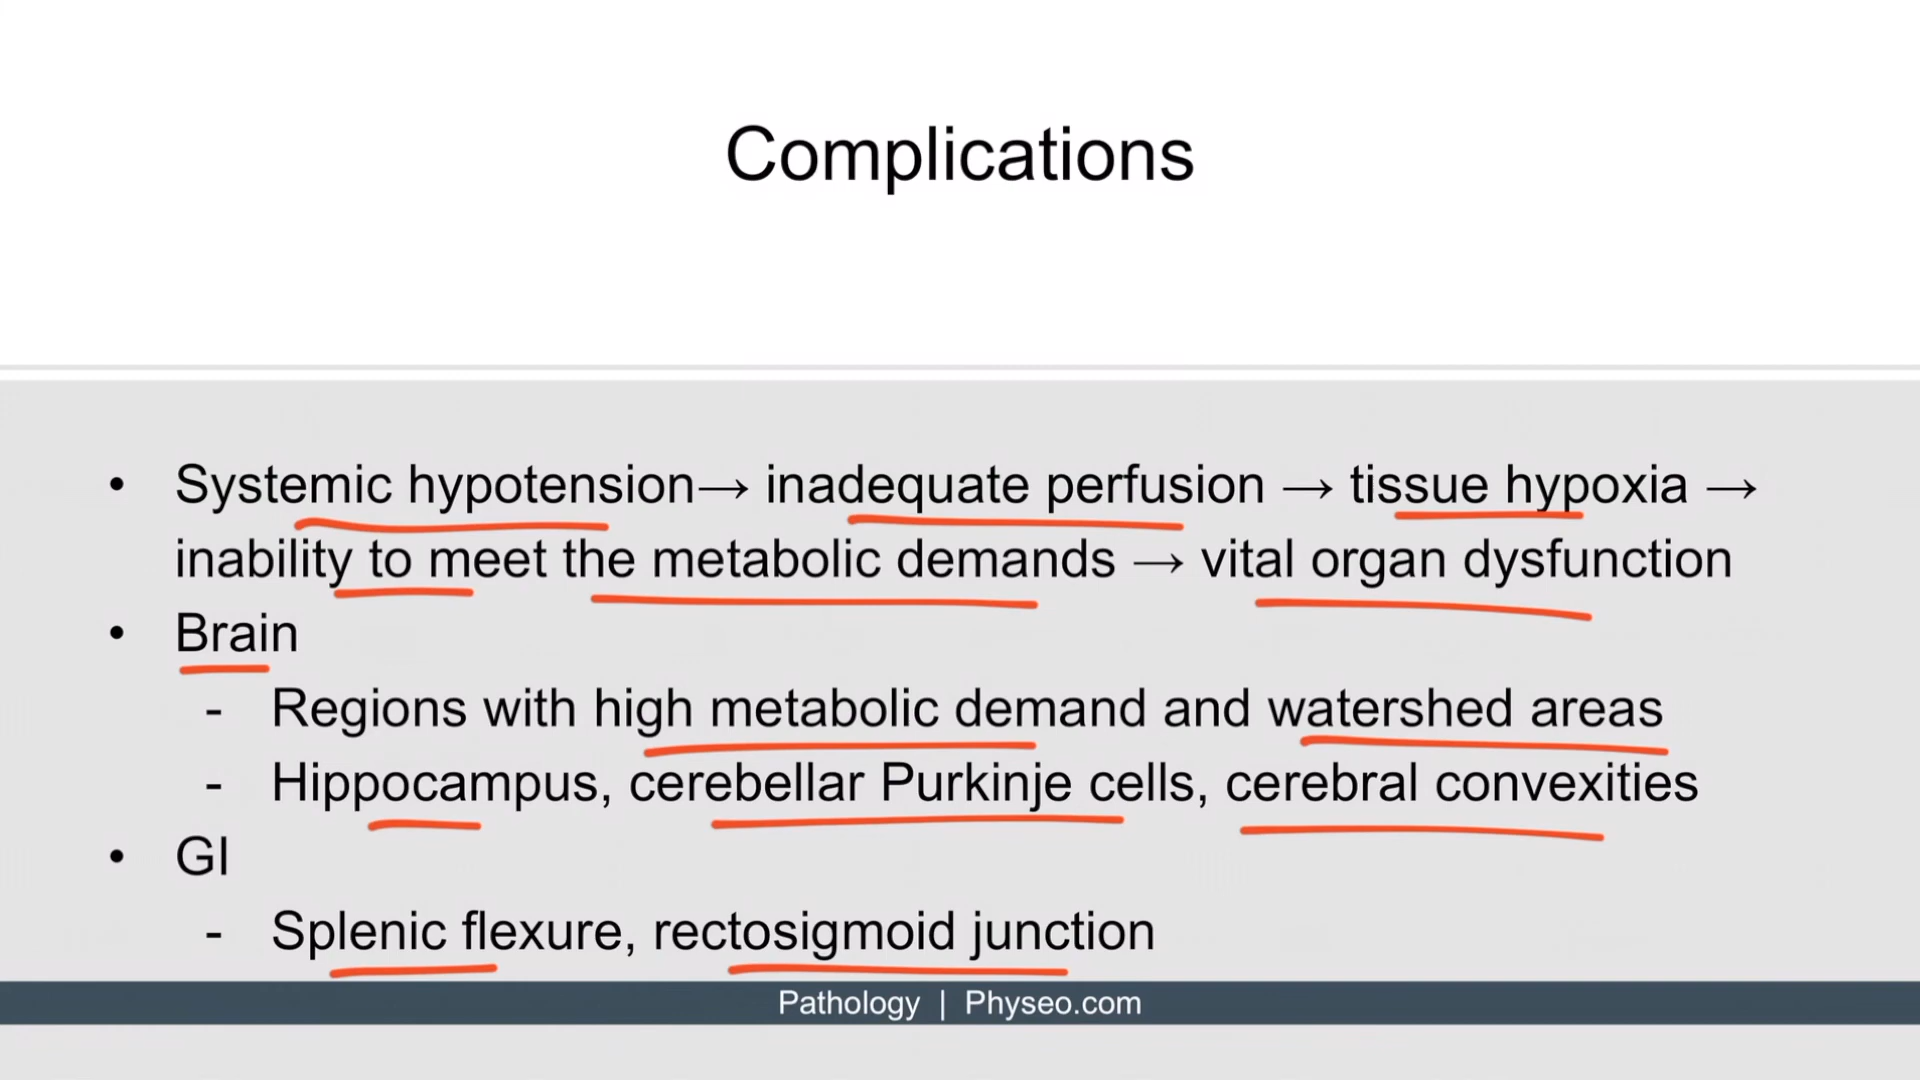 Complications
• Systemic hypotension→ inadequate perfusion → tissue hypoxia →
inability to meet the metabolic demands → vital organ dysfunction
• Brain
- Regions with high metabolic demand and watershed areas
- Hippocampus, cerebellar Purkinje cells, cerebral convexities
• GI
- Splenic flexure, rectosigmoid junction
Pathology | Physeo.com